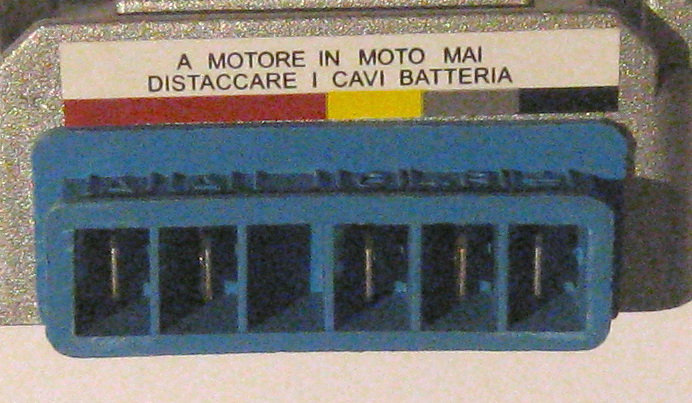 A MOTORE IN MOTO MAI
DISTACCARE I CAVI BATTERIA